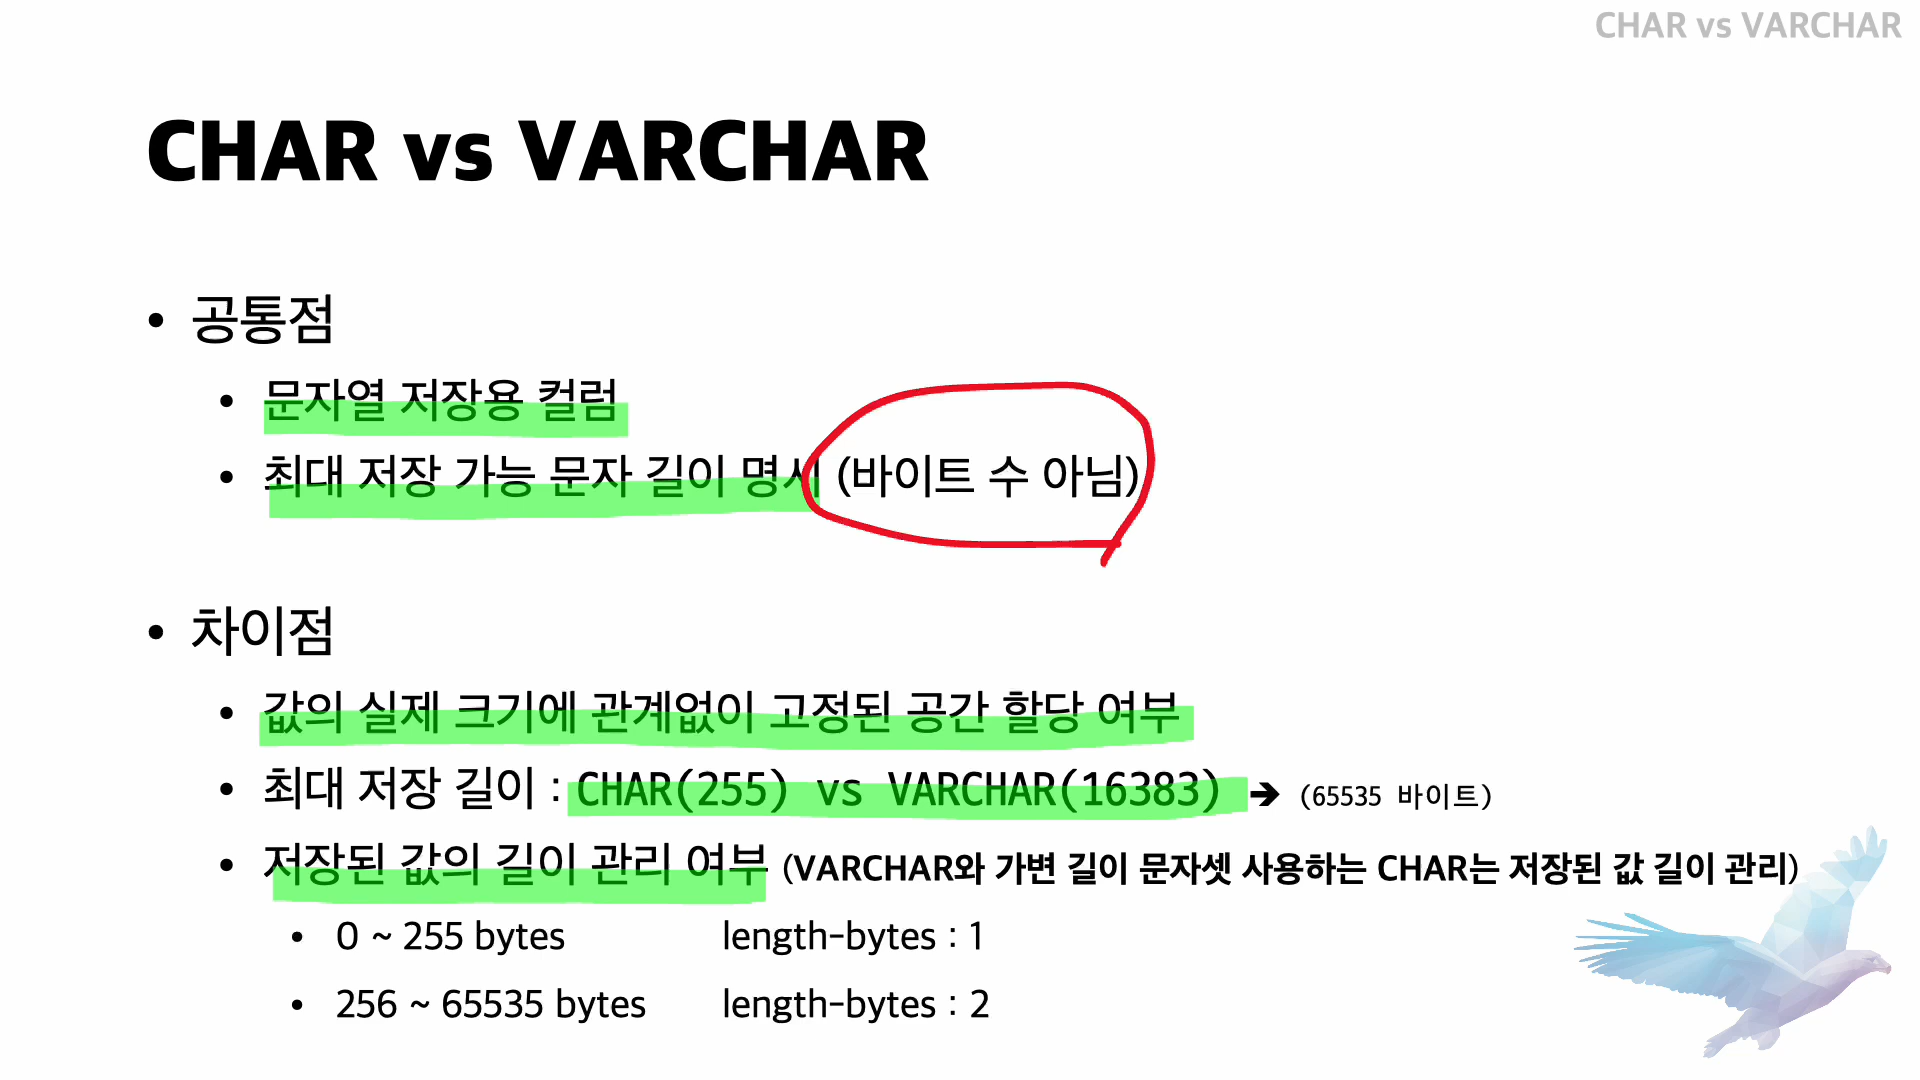 CHAR vs VARCHAR
CHAR vs VARCHAR
• 공통점
• 문자열 저장용 컬럼
• 최대 저장 가능 문자 길이 명시 (바이트 수 아님)
• 차이점
• 값의 실제 크기에 관계없이 고정된 공간 할당 여부
• 최대 저장 길이 : CHAR(255) vs VARCHAR(16383) ➔ (65535 바이트)
• 저장된 값의 길이 관리 여부 (VARCHAR와 가변 길이 문자셋 사용하는 CHAR는 저장된 값 길이 관리)
• 0 ~ 255 bytes length-bytes : 1
• 256 ~ 65535 bytes length-bytes : 2